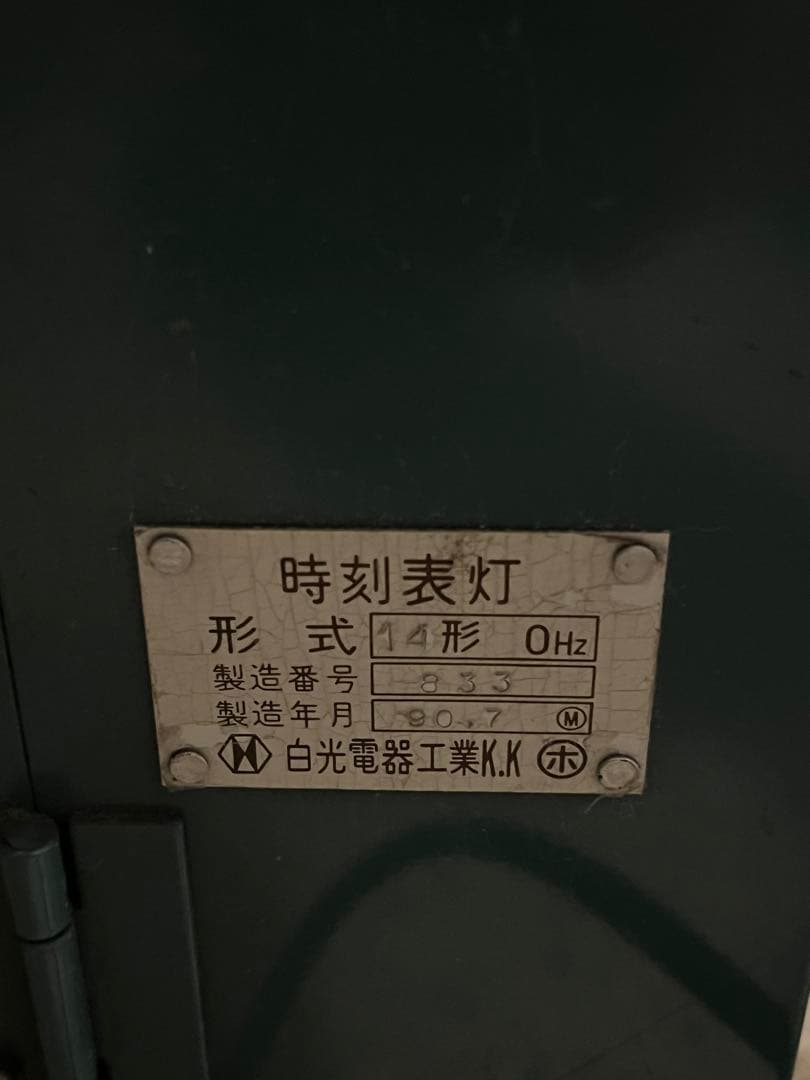 時刻表灯
形式 14形 0Hz
製造番号 833
製造年月 90.7 Ⓜ
白光電器工業K.K ㋭